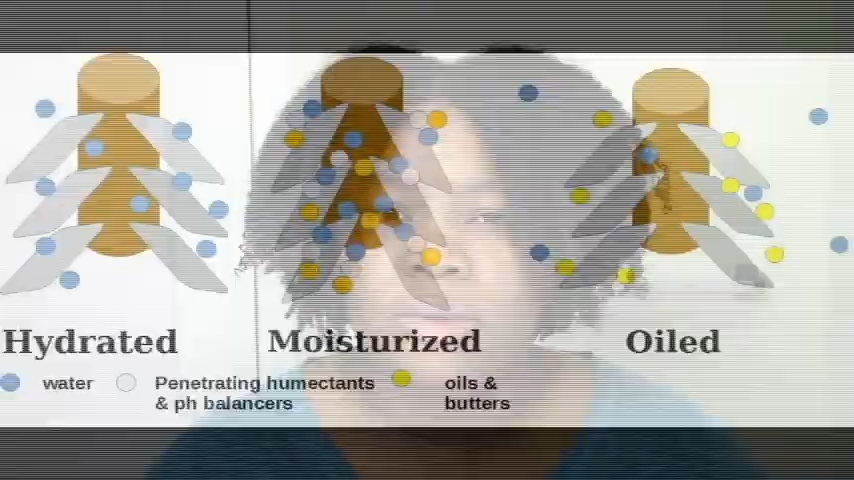 Hydrated
Moisturized
Oiled
water
Penetrating humectants
& ph balancers
oils &
butters